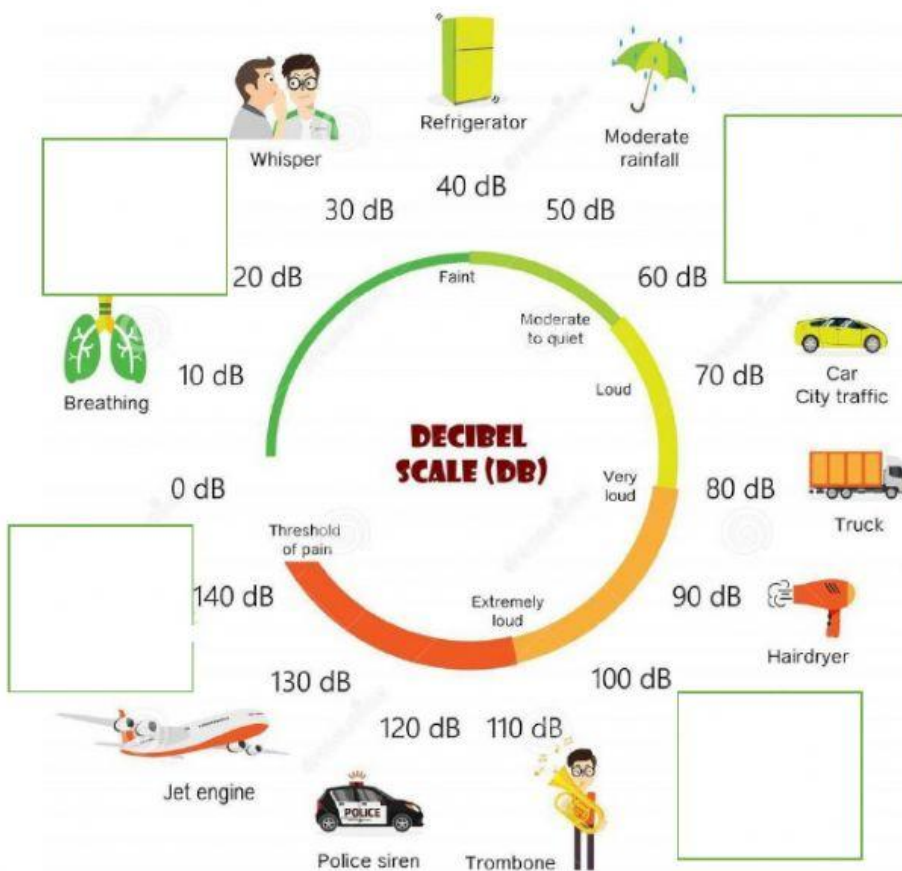 Refrigerator
Moderate
rainfall
Whisper
40 dB
30 dB
50 dB
20 dB
60 dB
Faint
Moderate
to quiet
10 dB
70 dB
Breathing
Car
City traffic
Loud
DECIBEL
SCALE (DB)
Very
loud
0 dB
80 dB
Truck
Threshold
of pain
140 dB
Extremely
loud
90 dB
Hairdryer
130 dB
100 dB
120 dB
110 dB
Jet engine
POLICE
Police siren
Trombone